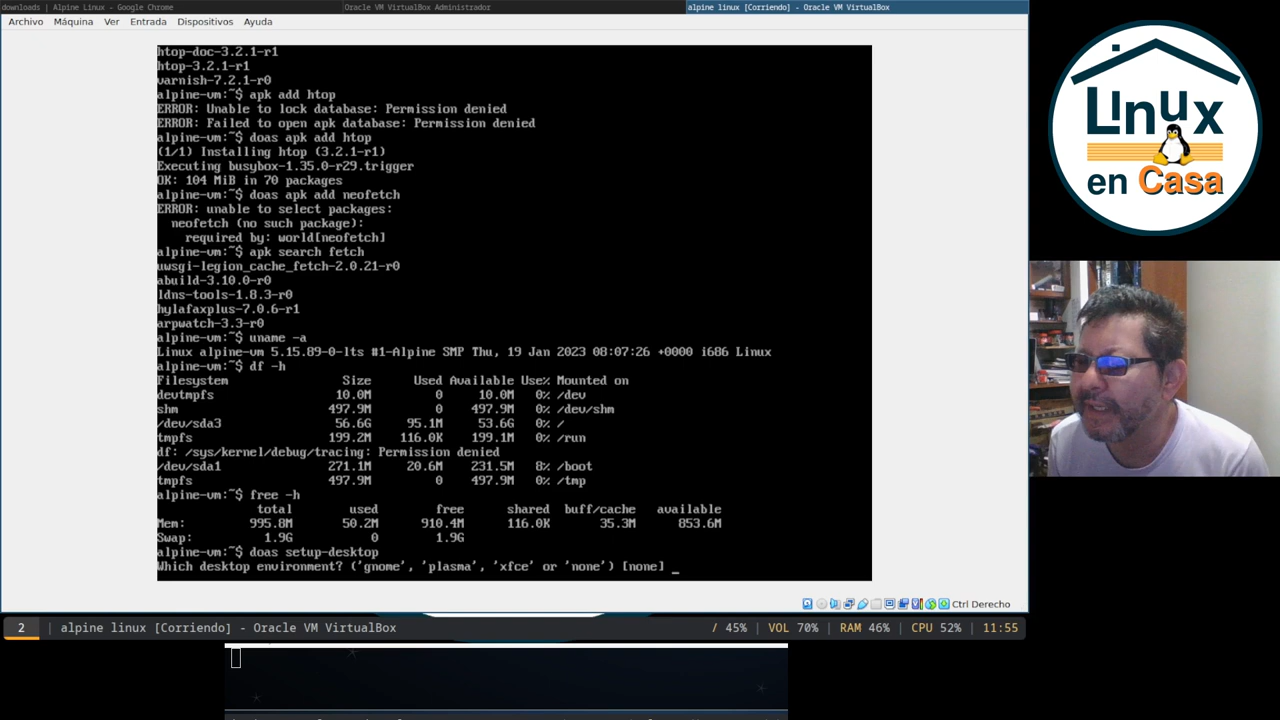 downloads | Alpine Linux - Google Chrome
Oracle VM VirtualBox Administrador
alpine linux [Corriendo] - Oracle VM VirtualBox
Archivo Máquina Ver Entrada Dispositivos Ayuda
htop-doc-3.2.1-r1
htop-3.2.1-r1
varnish-7.2.1-r0
alpine-vm:~$ apk add htop
ERROR: Unable to lock database: Permission denied
ERROR: Failed to open apk database: Permission denied
alpine-vm:~$ doas apk add htop
(1/1) Installing htop (3.2.1-r1)
Executing busybox-1.35.0-r29.trigger
OK: 104 MiB in 70 packages
alpine-vm:~$ doas apk add neofetch
ERROR: unable to select packages:
neofetch (no such package):
required by: world[neofetch]
alpine-vm:~$ apk search fetch
uwsgi-legion_cache_fetch-2.0.21-r0
abuild-3.10.0-r0
ldns-tools-1.8.3-r0
hylafaxplus-7.0.6-r1
arpwatch-3.3-r0
alpine-vm:~$ uname -a
Linux alpine-vm 5.15.89-0-lts #1-Alpine SMP Thu, 19 Jan 2023 08:07:26 +0000 i686 Linux
alpine-vm:~$ df -h
Filesystem Size Used Available Use% Mounted on
devtmpfs 10.0M 0 10.0M 0% /dev
shm 497.9M 0 497.9M 0% /dev/shm
/dev/sda3 56.6G 95.1M 53.6G 0% /
tmpfs 199.2M 116.0K 199.1M 0% /run
df: /sys/kernel/debug/tracing: Permission denied
/dev/sda1 271.1M 20.6M 231.5M 8% /boot
tmpfs 497.9M 0 497.9M 0% /tmp
alpine-vm:~$ free -h
total used free shared buff/cache available
Mem: 995.8M 50.2M 910.4M 116.0K 35.3M 853.6M
Swap: 1.9G 0 1.9G
alpine-vm:~$ doas setup-desktop
Which desktop environment? ('gnome', 'plasma', 'xfce' or 'none') [none] _
Ctrl Derecho
2 | alpine linux [Corriendo] - Oracle VM VirtualBox
/ 45% | VOL 70% | RAM 46% | CPU 52% | 11:55
Linux
en Casa